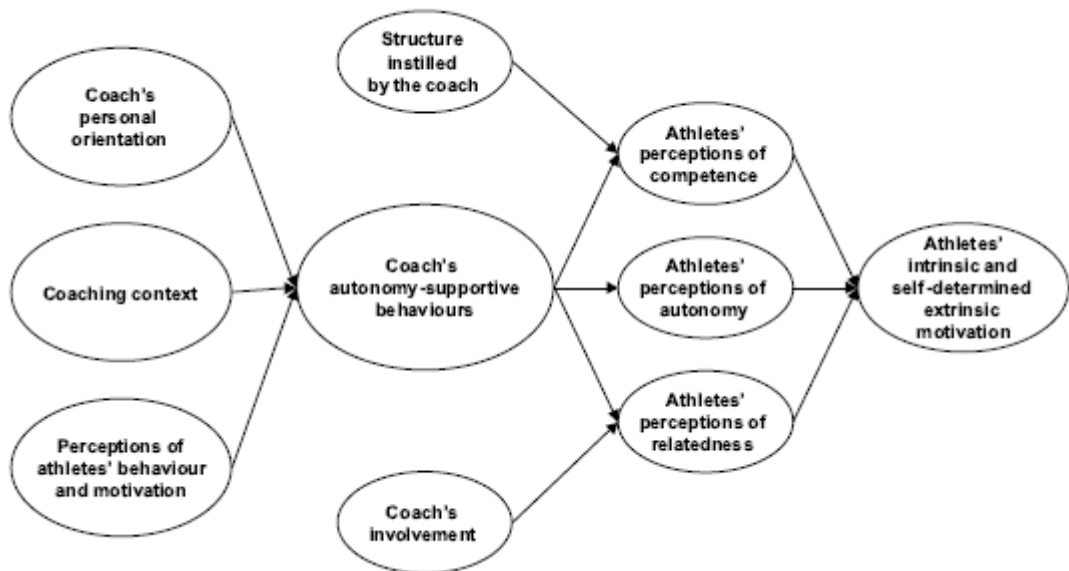 Coach's
personal
orientation
Coaching context
Perceptions of
athletes' behaviour
and motivation
Structure
instilled
by the coach
Coach's
autonomy-supportive
behaviours
Coach's
involvement
Athletes'
perceptions of
competence
Athletes'
perceptions of
autonomy
Athletes'
perceptions of
relatedness
Athletes'
intrinsic and
self-determined
extrinsic
motivation